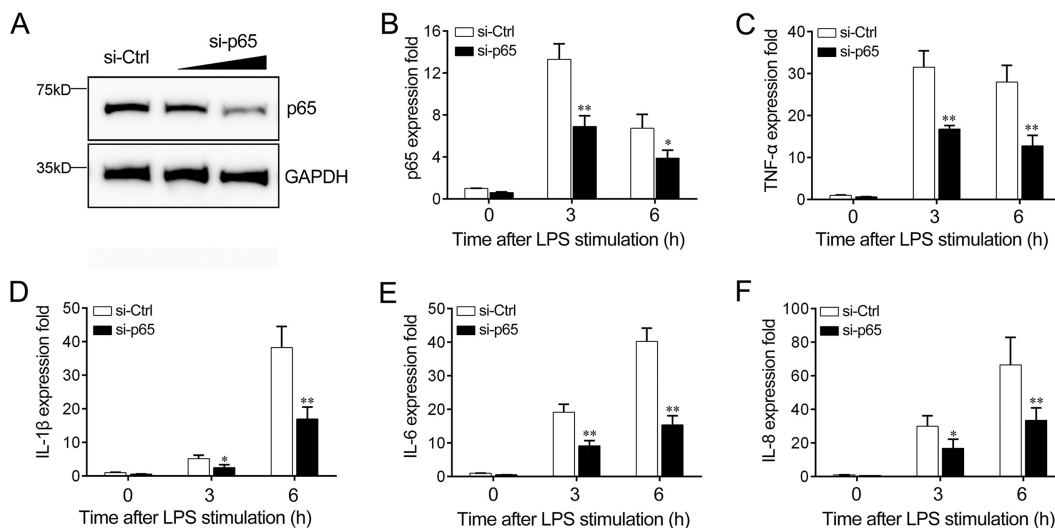 A
si-Ctrl
si-p65
75kD
p65
35kD
GAPDH
B
si-Ctrl
si-p65
p65 expression fold
16
12
8
4
0
**
*
0 3 6
Time after LPS stimulation (h)
C
si-Ctrl
si-p65
TNF-α expression fold
40
30
20
10
0
**
**
0 3 6
Time after LPS stimulation (h)
D
si-Ctrl
si-p65
IL-1β expression fold
50
40
30
20
10
0
*
**
0 3 6
Time after LPS stimulation (h)
E
si-Ctrl
si-p65
IL-6 expression fold
50
40
30
20
10
0
**
**
0 3 6
Time after LPS stimulation (h)
F
si-Ctrl
si-p65
IL-8 expression fold
100
80
60
40
20
0
*
**
0 3 6
Time after LPS stimulation (h)